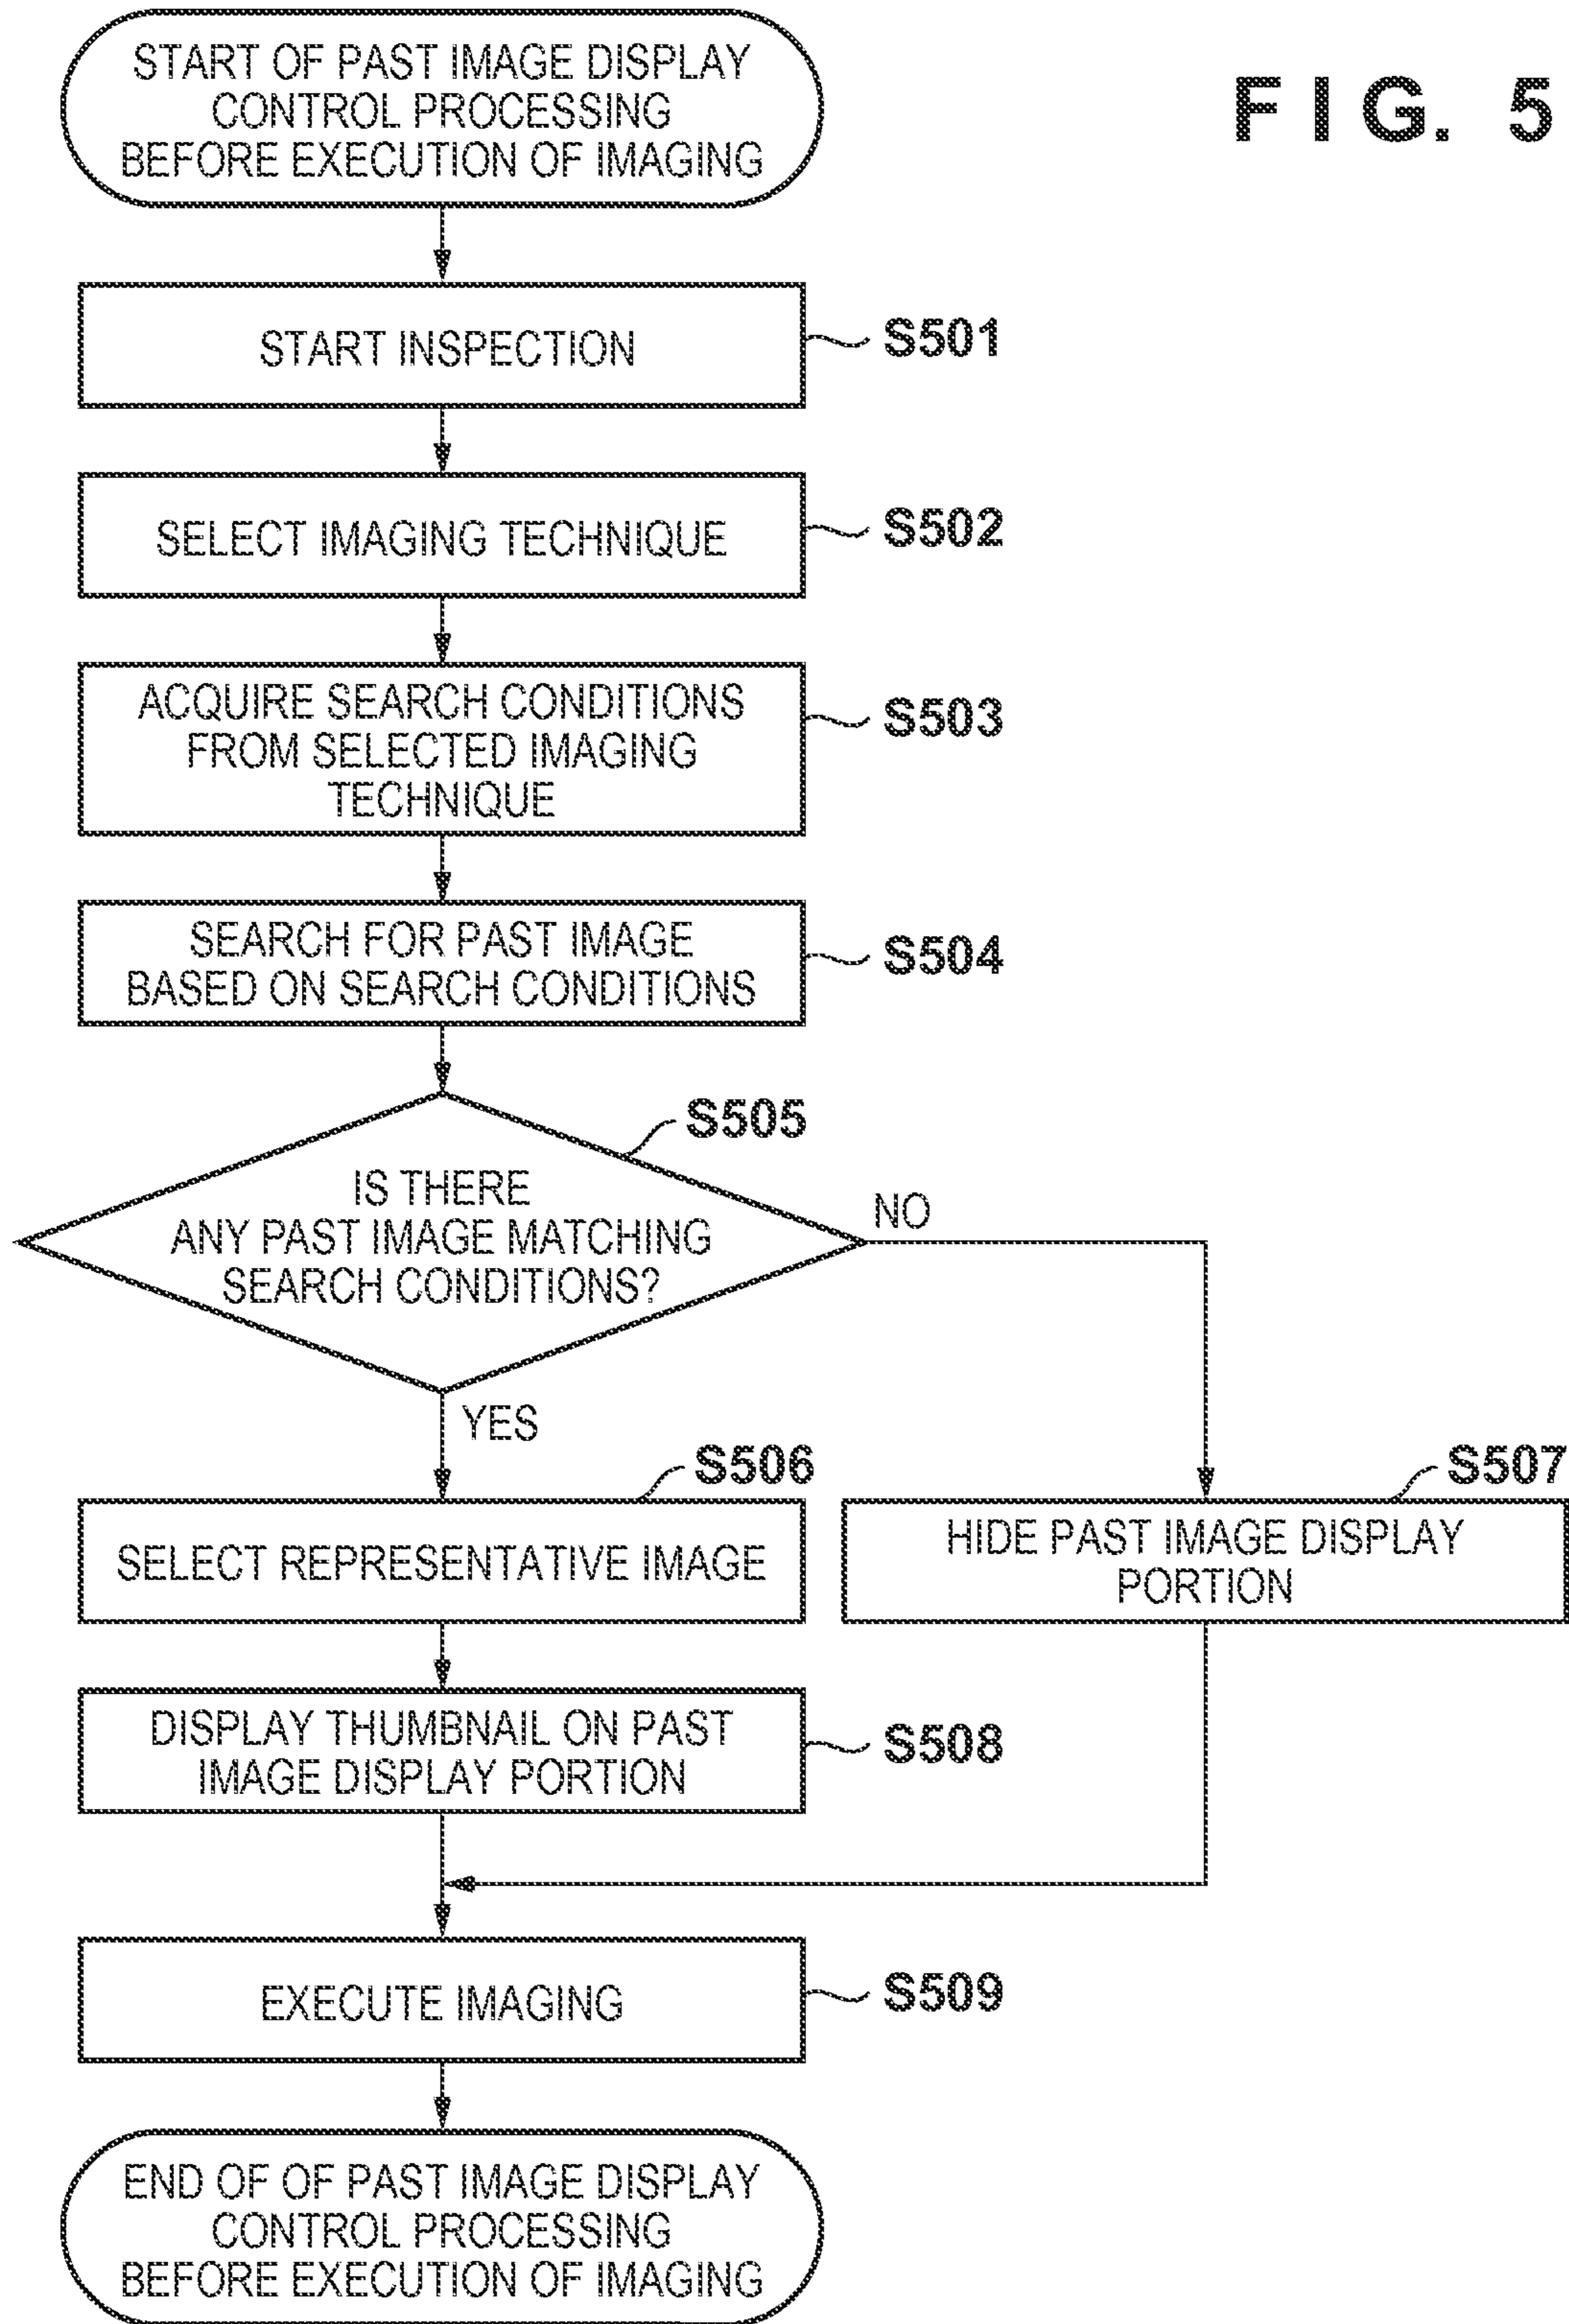 FIG. 5
START OF PAST IMAGE DISPLAY
CONTROL PROCESSING
BEFORE EXECUTION OF IMAGING
START INSPECTION
S501
SELECT IMAGING TECHNIQUE
S502
ACQUIRE SEARCH CONDITIONS
FROM SELECTED IMAGING
TECHNIQUE
S503
SEARCH FOR PAST IMAGE
BASED ON SEARCH CONDITIONS
S504
S505
IS THERE
ANY PAST IMAGE MATCHING
SEARCH CONDITIONS?
NO
YES
S506
SELECT REPRESENTATIVE IMAGE
S507
HIDE PAST IMAGE DISPLAY
PORTION
DISPLAY THUMBNAIL ON PAST
IMAGE DISPLAY PORTION
S508
EXECUTE IMAGING
S509
END OF OF PAST IMAGE DISPLAY
CONTROL PROCESSING
BEFORE EXECUTION OF IMAGING